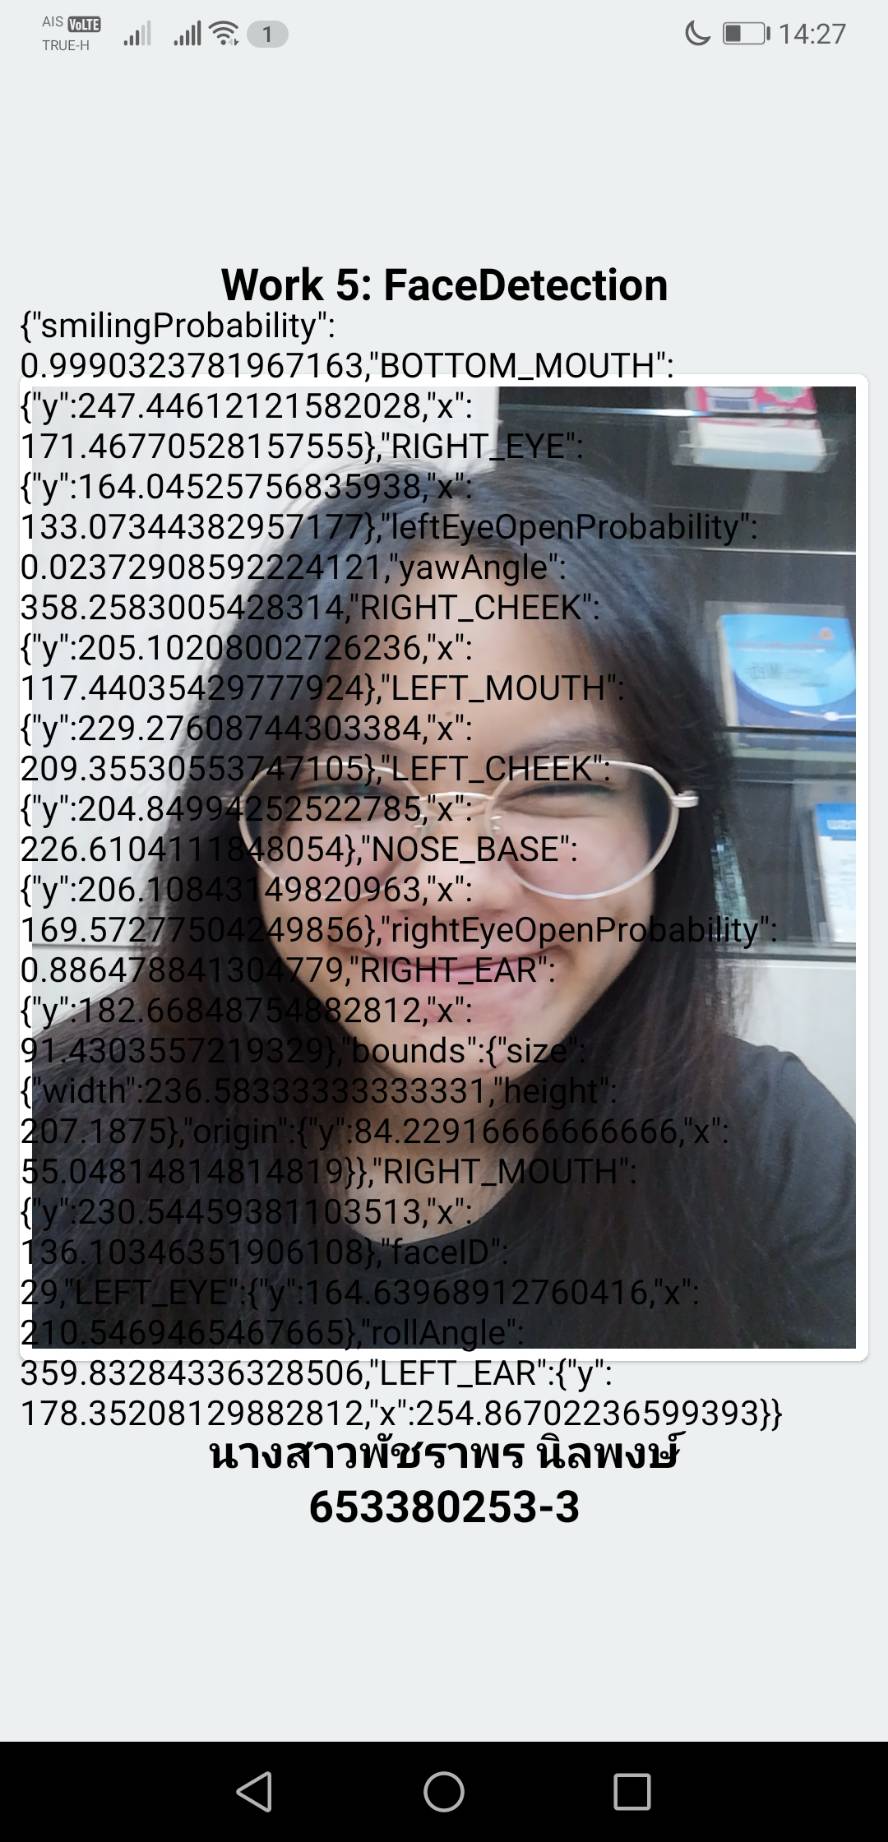 AIS VoLTE
TRUE-H
1
14:27
Work 5: FaceDetection
{"smilingProbability":
0.9990323781967163,"BOTTOM_MOUTH":
{"y":247.44612121582028,"x":
171.46770528157555},"RIGHT_EYE":
{"y":164.04525756835938,"x":
133.07344382957177},"leftEyeOpenProbability":
0.02372908592224121,"yawAngle":
358.2583005428314,"RIGHT_CHEEK":
{"y":205.10208002726236,"x":
117.44035429777924},"LEFT_MOUTH":
{"y":229.27608744303384,"x":
209.35530553747105},"LEFT_CHEEK":
{"y":204.84994252522785,"x":
226.6104111848054},"NOSE_BASE":
{"y":206.10843149820963,"x":
169.57277504249856},"rightEyeOpenProbability":
0.886478841304779,"RIGHT_EAR":
{"y":182.66848754882812,"x":
91.4303557219329},"bounds":{"size":
{"width":236.58333333333331,"height":
207.1875},"origin":{"y":84.22916666666666,"x":
55.04814814814819}},"RIGHT_MOUTH":
{"y":230.54459381103513,"x":
136.10346351906108},"faceID":
29,"LEFT_EYE":{"y":164.63968912760416,"x":
210.5469465467665},"rollAngle":
359.83284336328506,"LEFT_EAR":{"y":
178.35208129882812,"x":254.86702236599393}}
นางสาวพัชราพร นิลพงษ์
653380253-3